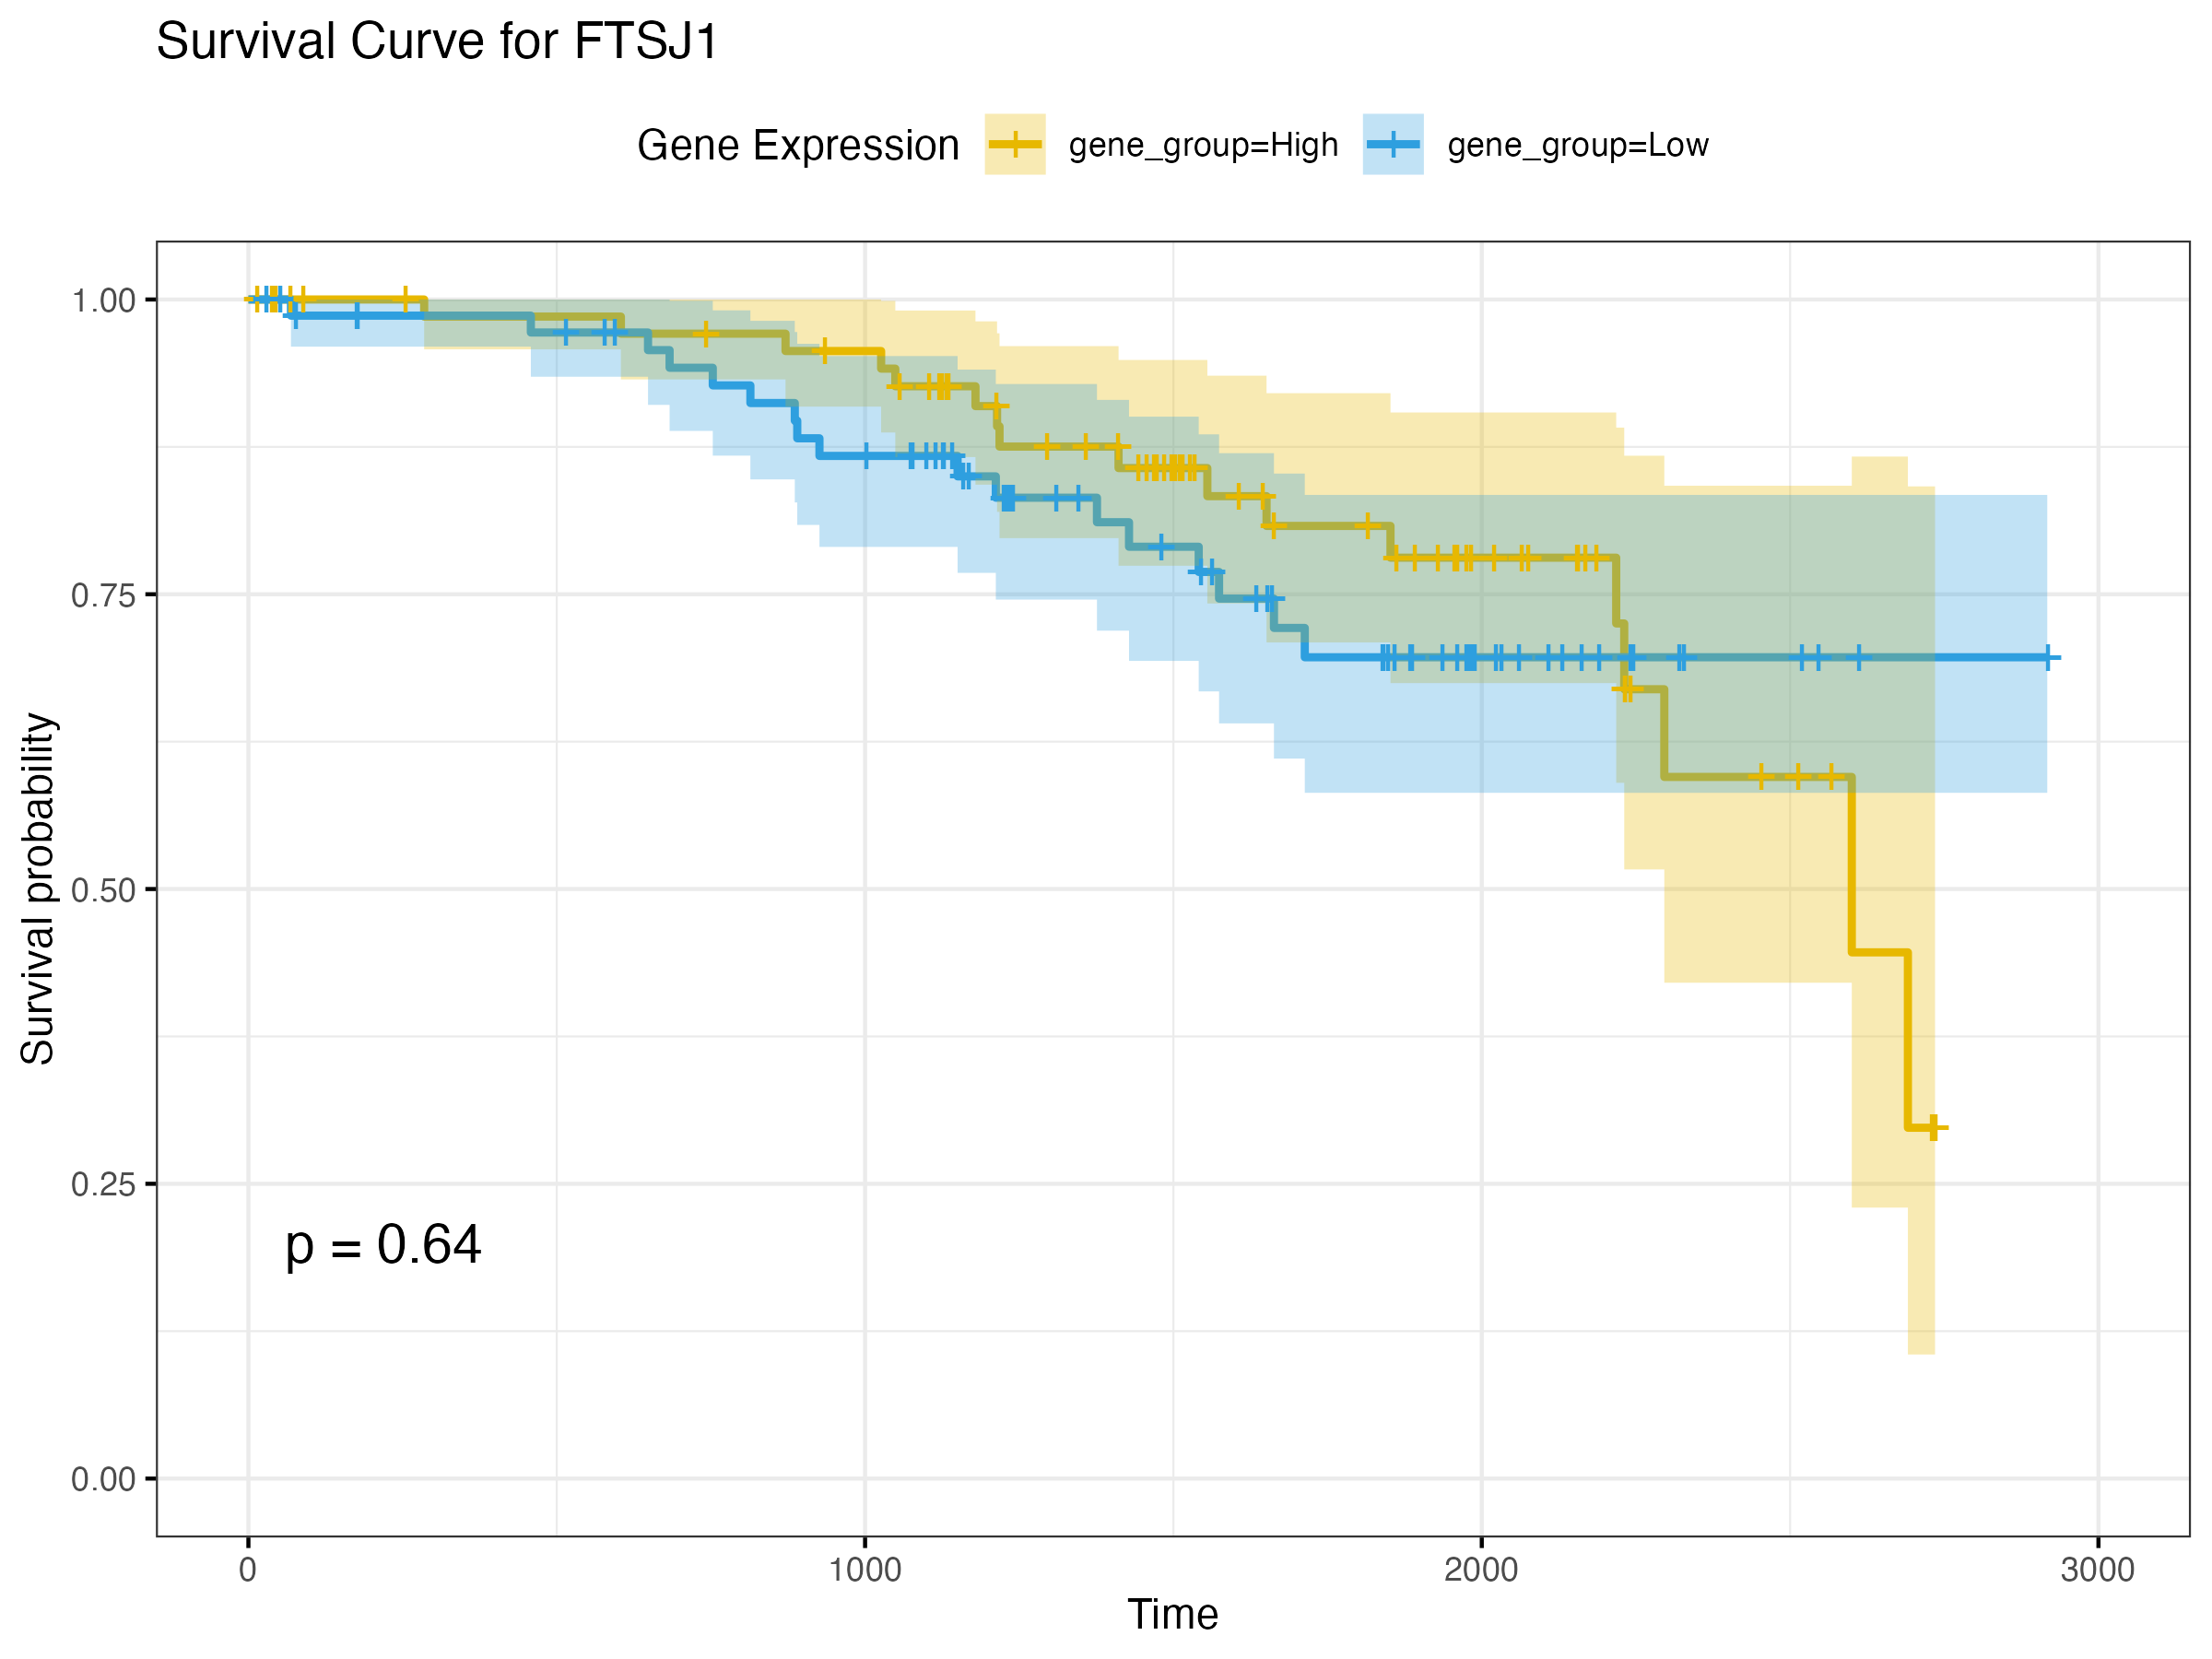 Survival Curve for FTSJ1
Gene Expression gene_group=High gene_group=Low
Survival probability
1.00
0.75
0.50
0.25
0.00
p = 0.64
0 1000 2000 3000
Time